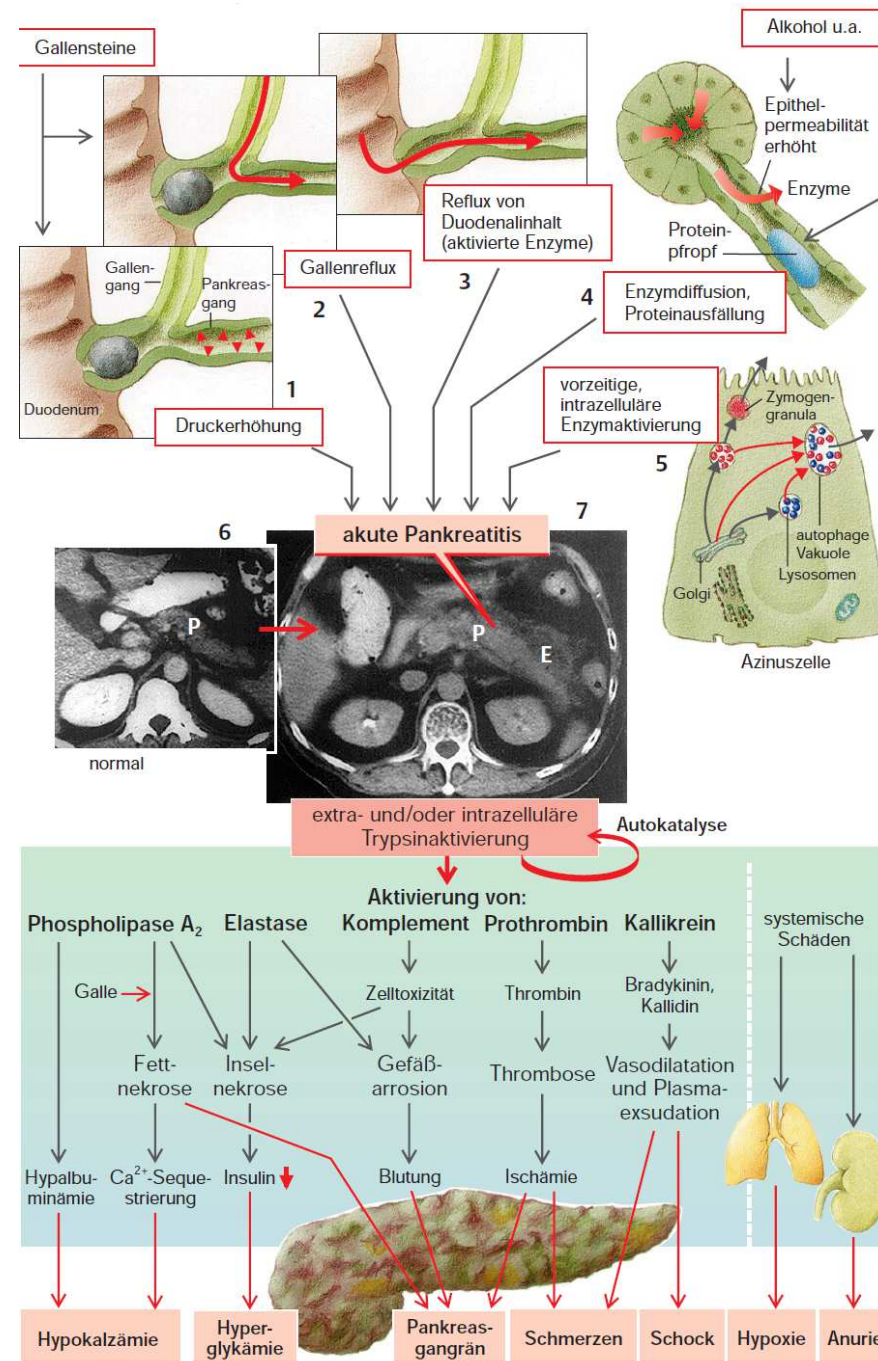 Gallensteine
Alkohol u.a.
Epithel-
permeabilität
erhöht
Enzyme
Protein-
pfropf
Reflux von
Duodenalinhalt
(aktivierte Enzyme)
3
Gallenreflux
2
4
Enzymdiffusion,
Proteinausfällung
Gallen-
gang
Pankreas-
gang
Duodenum
1
Druckerhöhung
vorzeitige,
intrazelluläre
Enzymaktivierung
5
Zymogen-
granula
autophage
Vakuole
Lysosomen
Golgi
Azinuszelle
6
7
akute Pankreatitis
P
P
E
normal
extra- und/oder intrazelluläre
Trypsinaktivierung
Autokatalyse
Aktivierung von:
Phospholipase A₂ Elastase Komplement Prothrombin Kallikrein
systemische
Schäden
Galle
Zelltoxizität
Thrombin
Bradykinin,
Kallidin
Fett-
nekrose
Insel-
nekrose
Gefäß-
arrosion
Thrombose
Vasodilatation
und Plasma-
exsudation
Hypalbu-
minämie
Ca²⁺-Seque-
strierung
Insulin
Blutung
Ischämie
Hypokalzämie
Hyper-
glykämie
Pankreas-
gangrän
Schmerzen
Schock
Hypoxie
Anurie